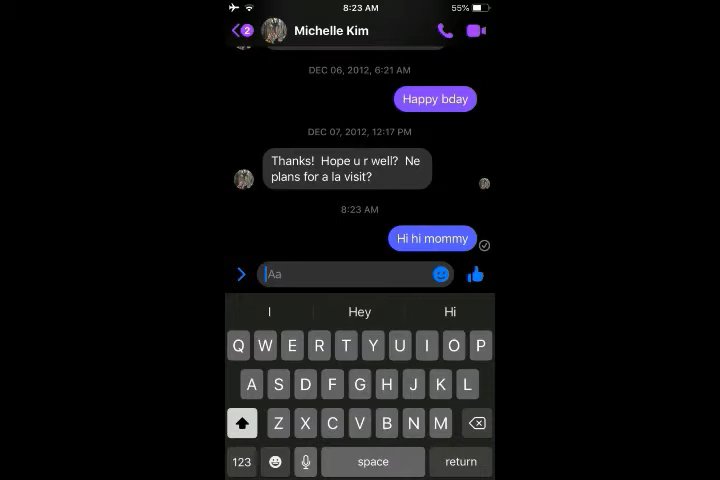 8:23 AM 55%
2 Michelle Kim
DEC 06, 2012, 6:21 AM
Happy bday
DEC 07, 2012, 12:17 PM
Thanks! Hope u r well? Ne
plans for a la visit?
8:23 AM
Hi hi mommy
Aa
I Hey Hi
Q W E R T Y U I O P
A S D F G H J K L
Z X C V B N M
123 space return